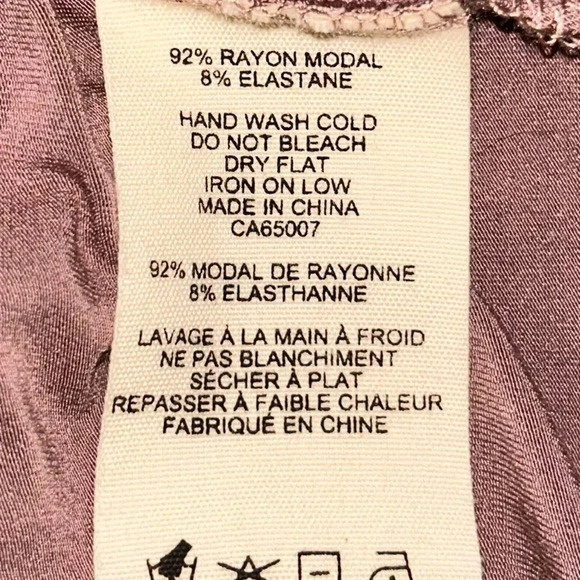 92% RAYON MODAL
8% ELASTANE
HAND WASH COLD
DO NOT BLEACH
DRY FLAT
IRON ON LOW
MADE IN CHINA
CA65007
92% MODAL DE RAYONNE
8% ELASTHANNE
LAVAGE À LA MAIN À FROID
NE PAS BLANCHIMENT
SÉCHER À PLAT
REPASSER À FAIBLE CHALEUR
FABRIQUÉ EN CHINE